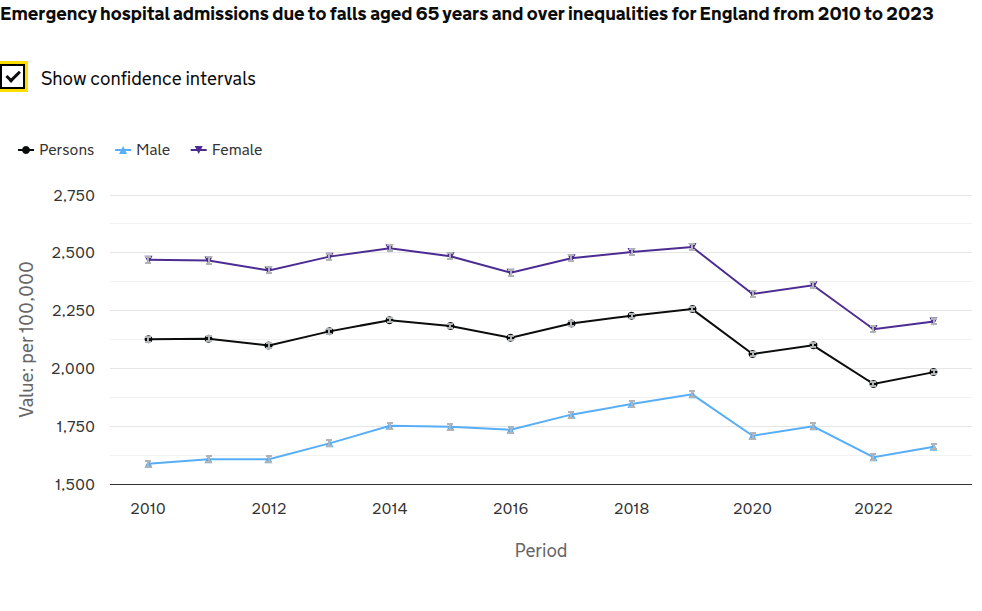 Emergency hospital admissions due to falls aged 65 years and over inequalities for England from 2010 to 2023
Show confidence intervals
Persons Male Female
2,750
2,500
2,250
2,000
1,750
1,500
Value: per 100,000
2010 2012 2014 2016 2018 2020 2022
Period